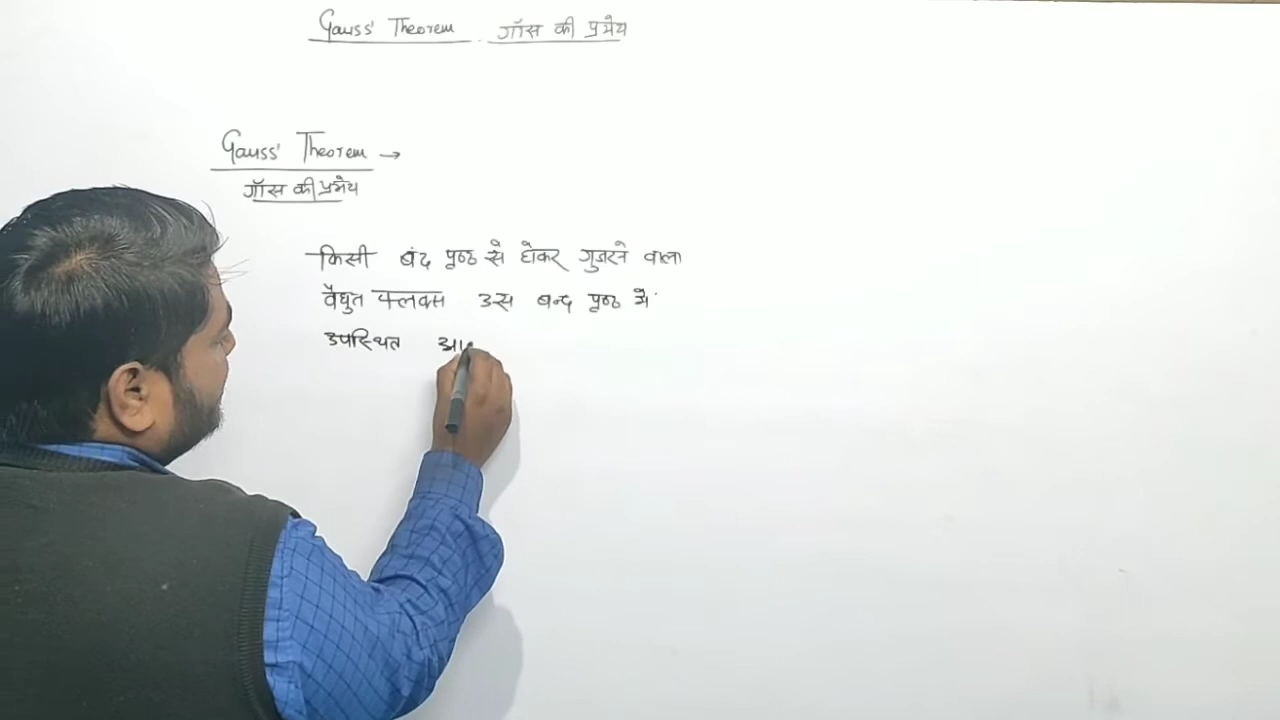 Gauss' Theorem गॉस की प्रमेय
Gauss' Theorem →
गॉस की प्रमेय
किसी बंद पृष्ठ से होकर गुजरने वाला
वैद्युत फ्लक्स उस बन्द पृष्ठ में
उपस्थित